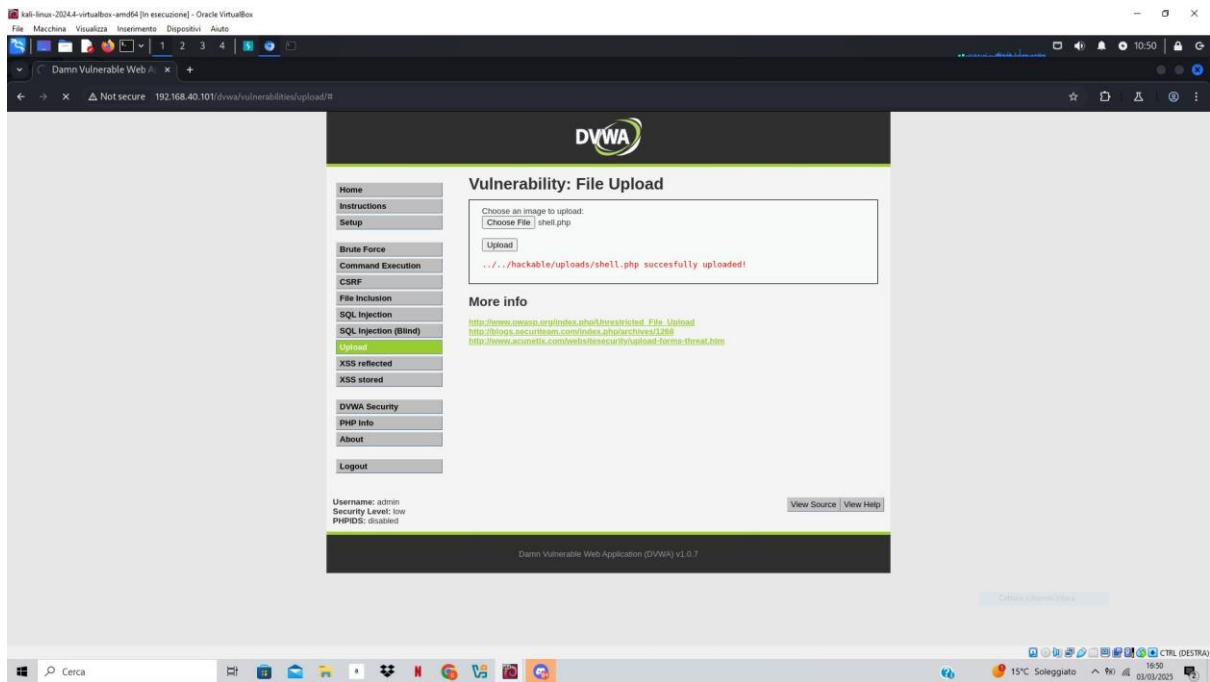 kali-linux-2024.4-virtualbox-amd64 [In esecuzione] - Oracle VirtualBox
File Macchina Visualizza Inserimento Dispositivi Aiuto
1 2 3 4 10:50
Damn Vulnerable Web A
Not secure 192.168.40.101/dvwa/vulnerabilities/upload/#
DVWA
Home
Instructions
Setup
Brute Force
Command Execution
CSRF
File Inclusion
SQL Injection
SQL Injection (Blind)
Upload
XSS reflected
XSS stored
DVWA Security
PHP Info
About
Logout
Vulnerability: File Upload
Choose an image to upload:
Choose File shell.php
Upload
../../hackable/uploads/shell.php succesfully uploaded!
More info
http://www.owasp.org/index.php/Unrestricted_File_Upload
http://blogs.securiteam.com/index.php/archives/1268
http://www.acunetix.com/websitesecurity/upload-forms-threat.htm
Username: admin
Security Level: low
PHPIDS: disabled
View Source View Help
Damn Vulnerable Web Application (DVWA) v1.0.7
CTRL (DESTRA)
Cerca
15°C Soleggiato
16:50
03/03/2025